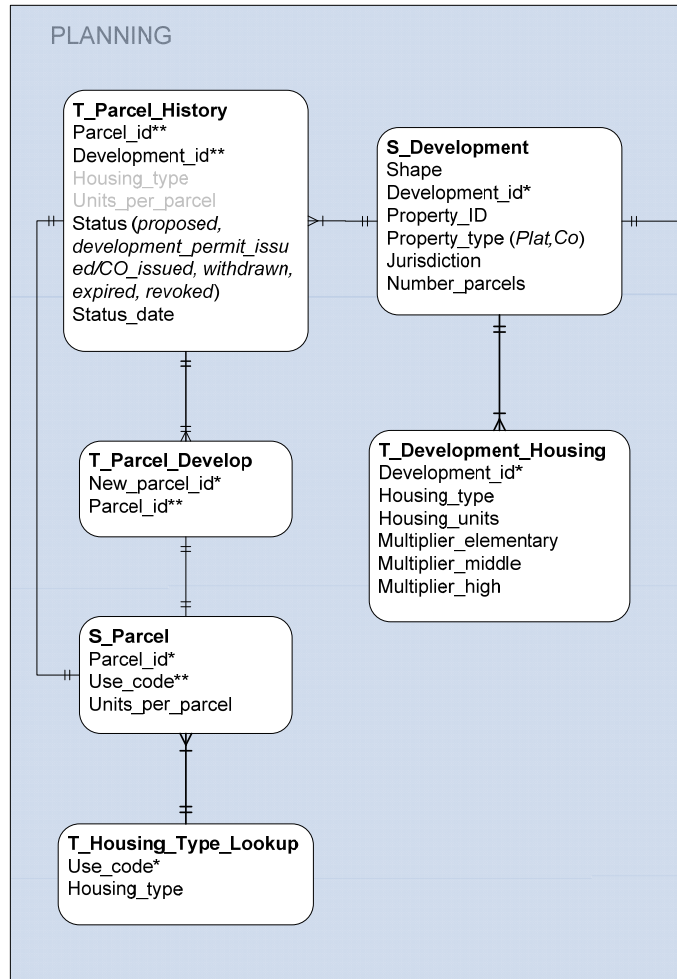 PLANNING
T_Parcel_History
Parcel_id**
Development_id**
Housing_type
Units_per_parcel
Status (proposed,
development_permit_issu
ed/CO_issued, withdrawn,
expired, revoked)
Status_date
S_Development
Shape
Development_id*
Property_ID
Property_type (Plat,Co)
Jurisdiction
Number_parcels
T_Parcel_Develop
New_parcel_id*
Parcel_id**
T_Development_Housing
Development_id*
Housing_type
Housing_units
Multiplier_elementary
Multiplier_middle
Multiplier_high
S_Parcel
Parcel_id*
Use_code**
Units_per_parcel
T_Housing_Type_Lookup
Use_code*
Housing_type